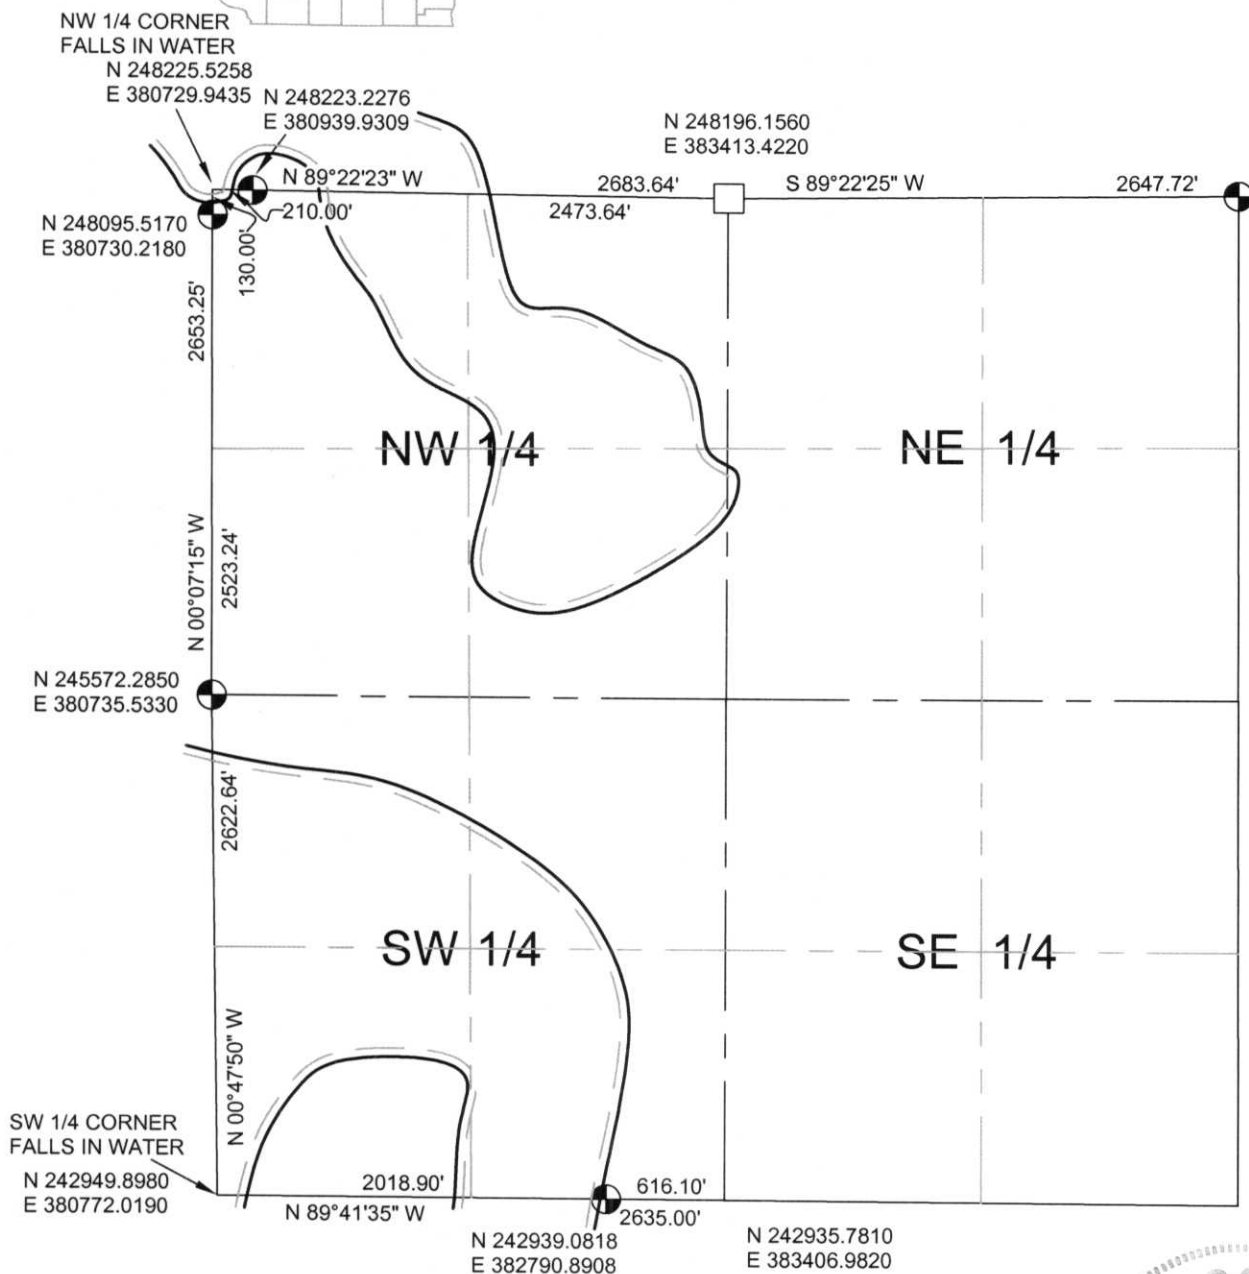 NW 1/4 CORNER
FALLS IN WATER
N 248225.5258
E 380729.9435
N 248223.2276
E 380939.9309
N 248196.1560
E 383413.4220
N 89°22'23" W
2683.64'
S 89°22'25" W
2647.72'
210.00'
2473.64'
N 248095.5170
E 380730.2180
130.00'
2653.25'
NW 1/4
NE 1/4
N 00°07'15" W
2523.24'
N 245572.2850
E 380735.5330
2622.64'
SW 1/4
SE 1/4
N 00°47'50" W
SW 1/4 CORNER
FALLS IN WATER
N 242949.8980
E 380772.0190
2018.90'
N 89°41'35" W
616.10'
2635.00'
N 242939.0818
E 382790.8908
N 242935.7810
E 383406.9820